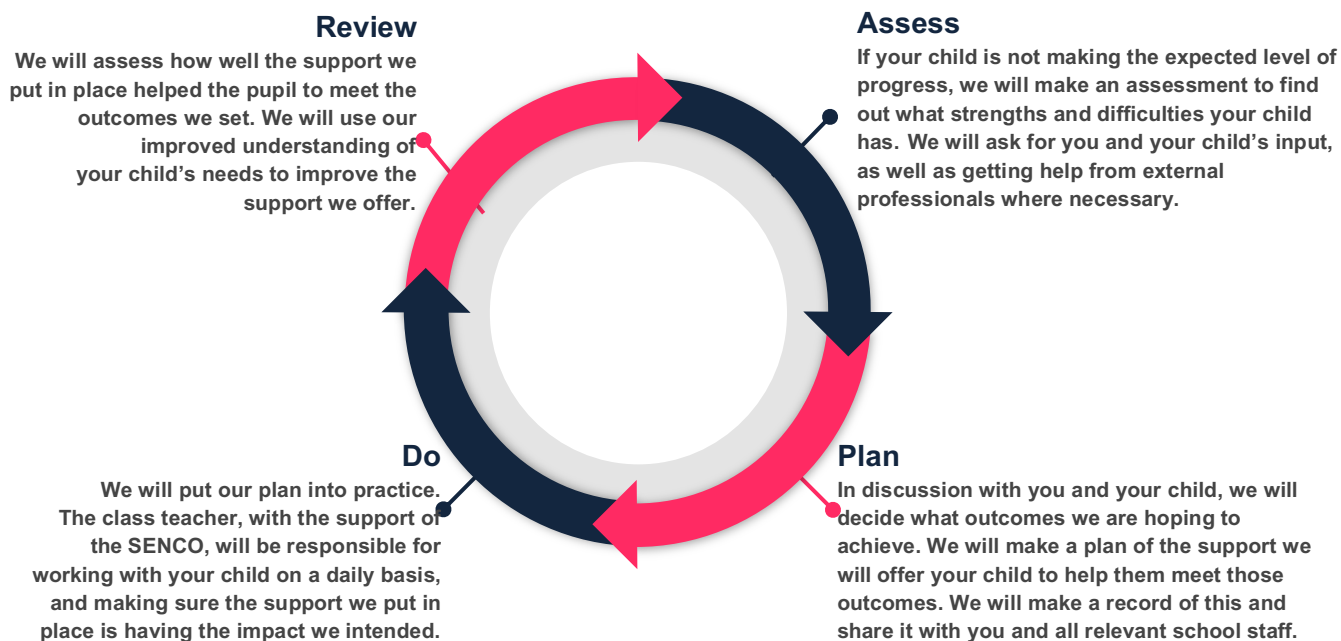 Review
We will assess how well the support we
put in place helped the pupil to meet the
outcomes we set. We will use our
improved understanding of
your child’s needs to improve the
support we offer.
Assess
If your child is not making the expected level of
progress, we will make an assessment to find
out what strengths and difficulties your child
has. We will ask for you and your child’s input,
as well as getting help from external
professionals where necessary.
Do
We will put our plan into practice.
The class teacher, with the support of
the SENCO, will be responsible for
working with your child on a daily basis,
and making sure the support we put in
place is having the impact we intended.
Plan
In discussion with you and your child, we will
decide what outcomes we are hoping to
achieve. We will make a plan of the support we
will offer your child to help them meet those
outcomes. We will make a record of this and
share it with you and all relevant school staff.